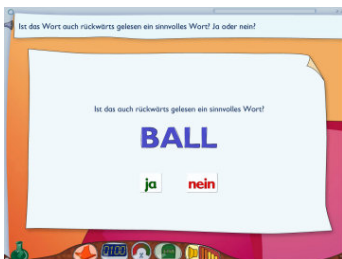 Ist das Wort auch rückwärts gelesen ein sinnvolles Wort? Ja oder nein?
Ist das auch rückwärts gelesen ein sinnvolles Wort?
BALL
ja nein